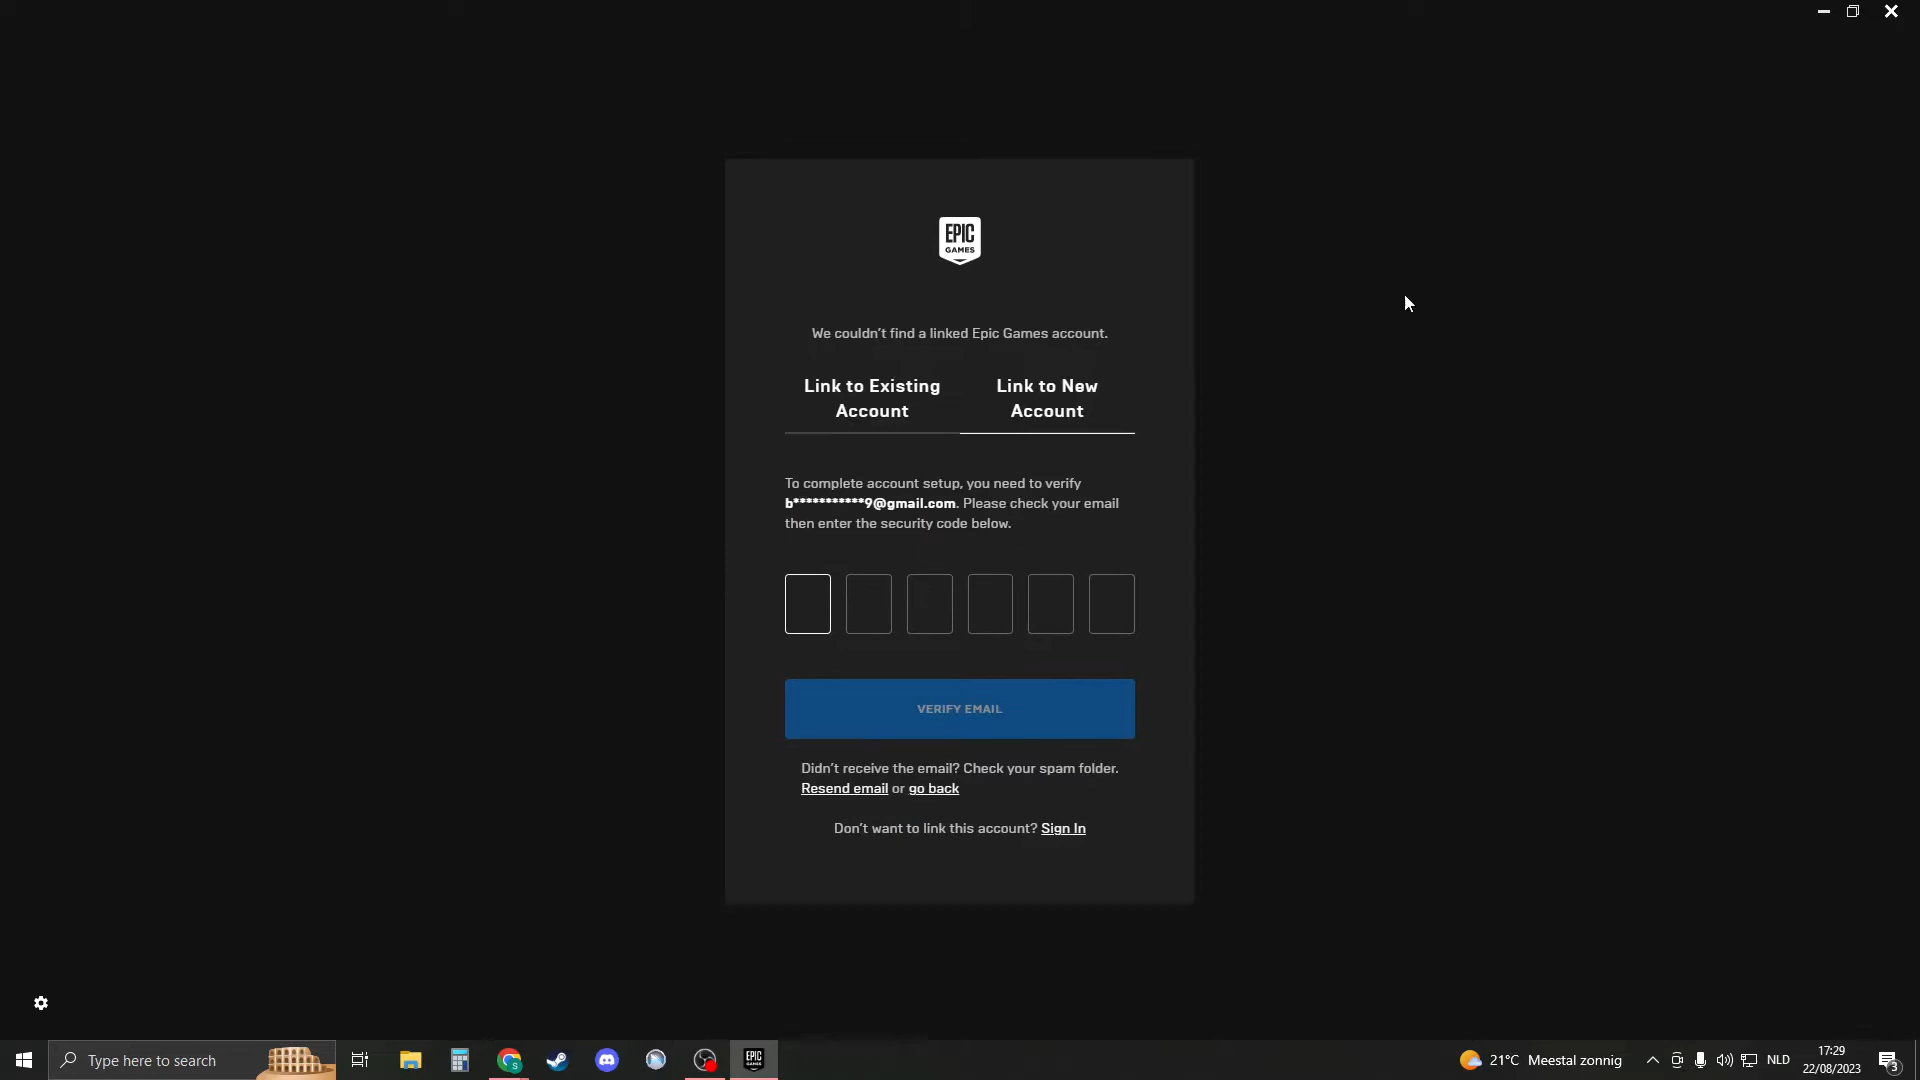 EPIC
GAMES
We couldn't find a linked Epic Games account.
Link to Existing
Account
Link to New
Account
To complete account setup, you need to verify
b***********9@gmail.com. Please check your email
then enter the security code below.
VERIFY EMAIL
Didn't receive the email? Check your spam folder.
Resend email or go back
Don't want to link this account? Sign In
Type here to search
S
EPIC
GAMES
21°C Meestal zonnig
NLD
17:29
22/08/2023
3